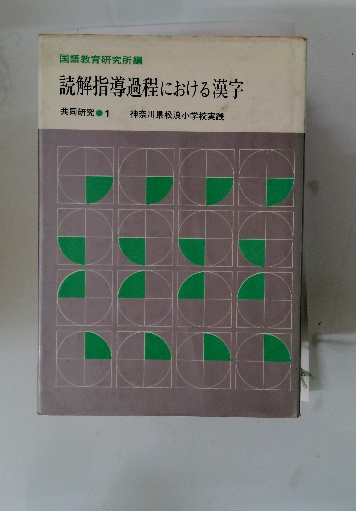 国語教育研究所編
読解指導過程における漢字
共同研究●1 神奈川県松浪小学校実践